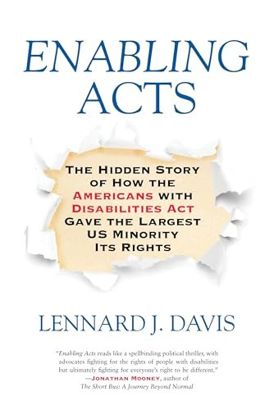 ENABLING
ACTS
THE HIDDEN STORY
OF HOW THE
AMERICANS WITH
DISABILITIES ACT
GAVE THE LARGEST
US MINORITY
ITS RIGHTS
LENNARD J. DAVIS
"Enabling Acts reads like a spellbinding political thriller, with
advocates fighting for the rights of people with disabilities
but ultimately fighting for everyone's right to be different."
—JONATHAN MOONEY, author of
The Short Bus: A Journey Beyond Normal